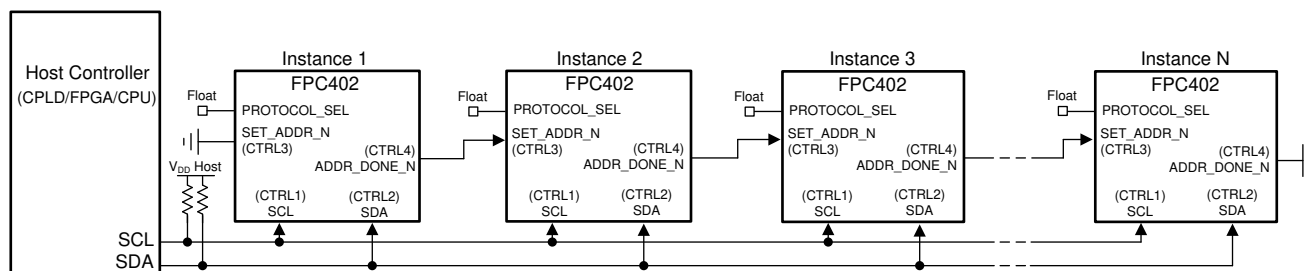 Host Controller
(CPLD/FPGA/CPU)
V_DD Host
SCL
SDA
Instance 1
FPC402
Float
PROTOCOL_SEL
SET_ADDR_N
(CTRL3)
(CTRL4)
ADDR_DONE_N
(CTRL1)
SCL
(CTRL2)
SDA
Instance 2
FPC402
Float
PROTOCOL_SEL
SET_ADDR_N
(CTRL3)
(CTRL4)
ADDR_DONE_N
(CTRL1)
SCL
(CTRL2)
SDA
Instance 3
FPC402
Float
PROTOCOL_SEL
SET_ADDR_N
(CTRL3)
(CTRL4)
ADDR_DONE_N
(CTRL1)
SCL
(CTRL2)
SDA
Instance N
FPC402
Float
PROTOCOL_SEL
SET_ADDR_N
(CTRL3)
(CTRL4)
ADDR_DONE_N
(CTRL1)
SCL
(CTRL2)
SDA